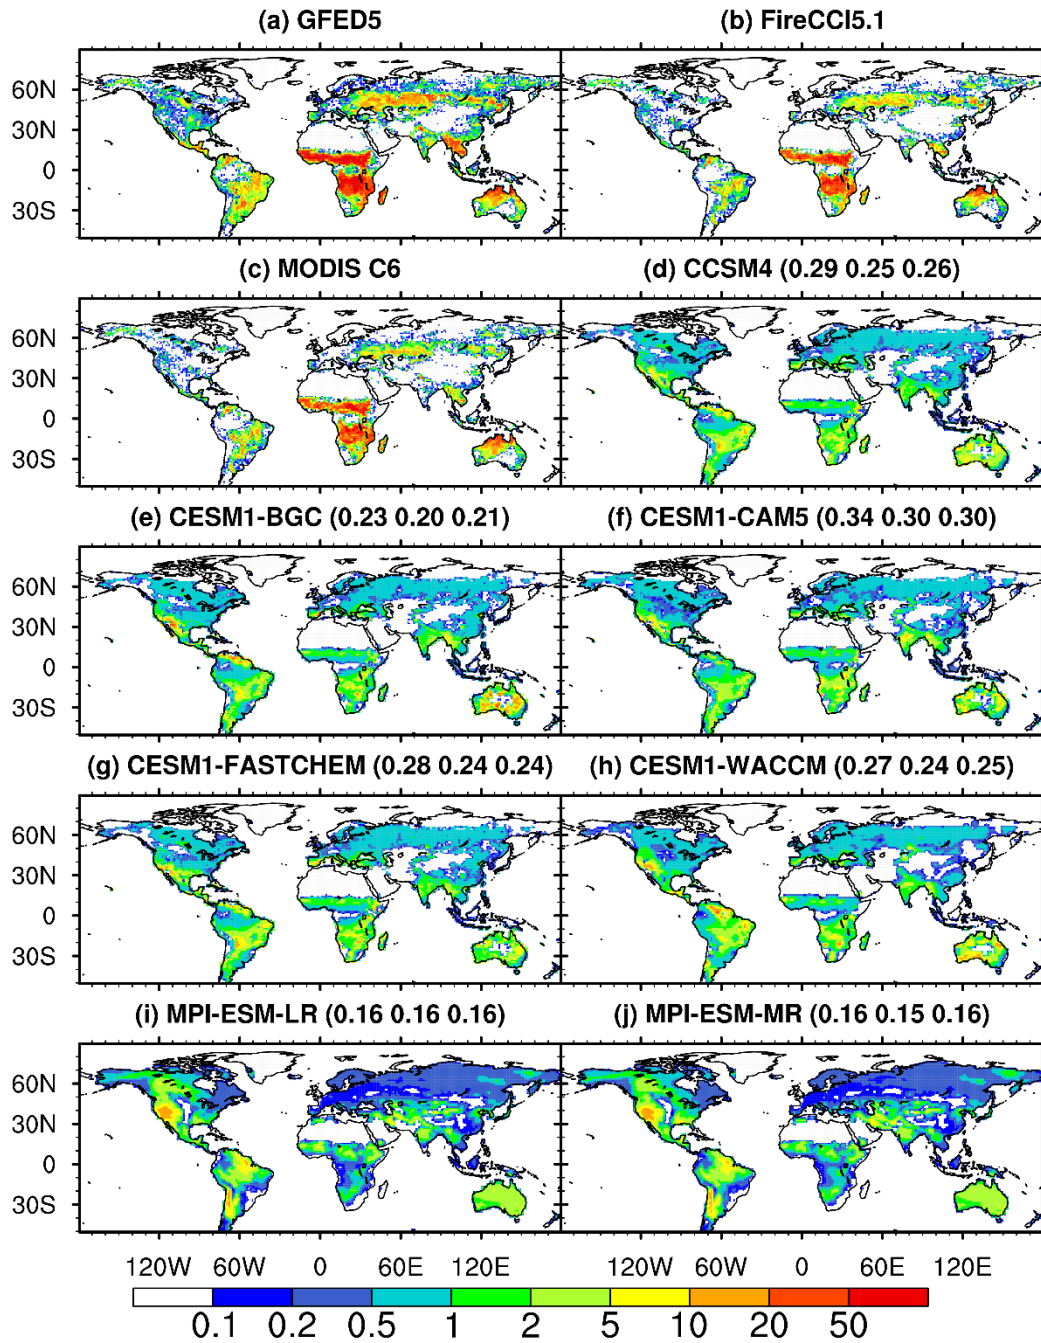 (a) GFED5 (b) FireCCI5.1
60N
30N
0
30S
(c) MODIS C6 (d) CCSM4 (0.29 0.25 0.26)
60N
30N
0
30S
(e) CESM1-BGC (0.23 0.20 0.21) (f) CESM1-CAM5 (0.34 0.30 0.30)
60N
30N
0
30S
(g) CESM1-FASTCHEM (0.28 0.24 0.24) (h) CESM1-WACCM (0.27 0.24 0.25)
60N
30N
0
30S
(i) MPI-ESM-LR (0.16 0.16 0.16) (j) MPI-ESM-MR (0.16 0.15 0.16)
60N
30N
0
30S
120W 60W 0 60E 120E 120W 60W 0 60E 120E
0.1 0.2 0.5 1 2 5 10 20 50